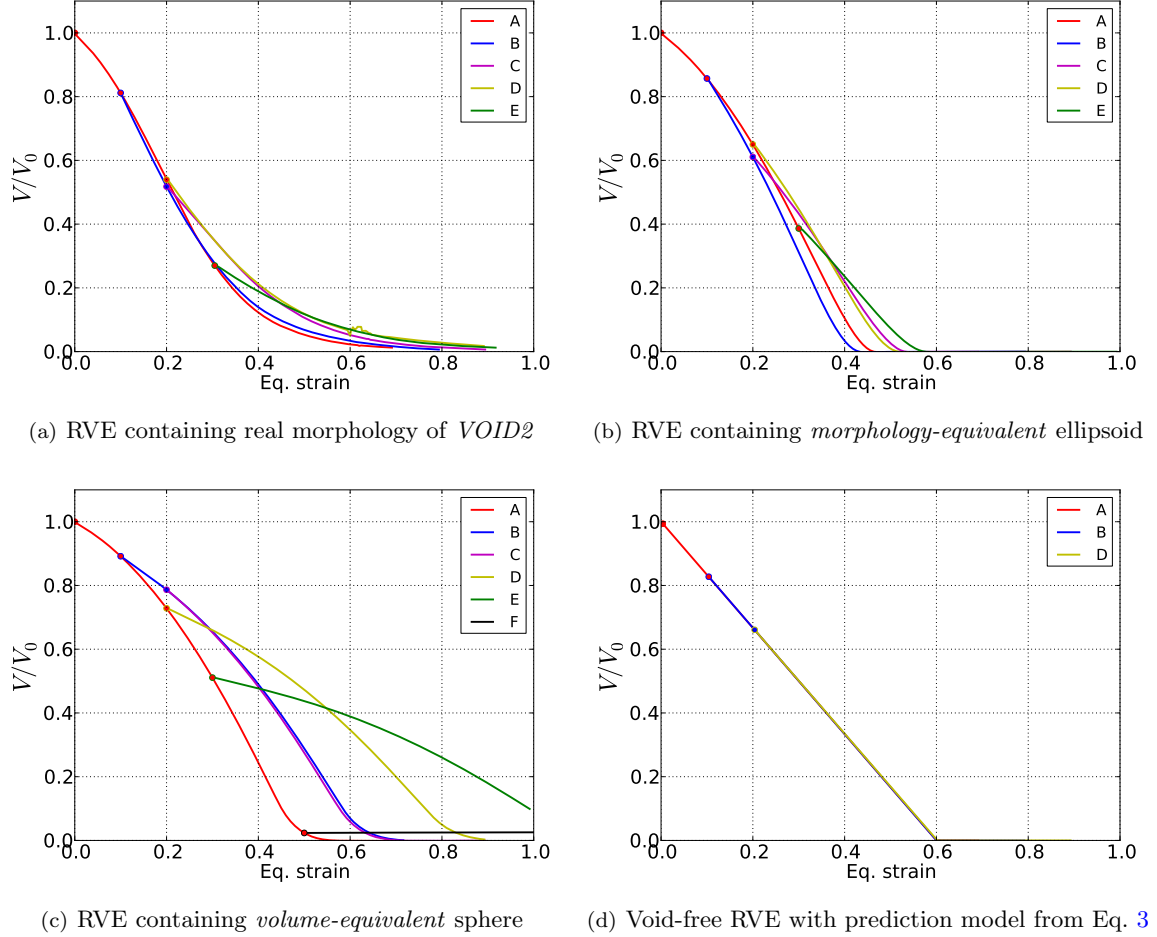 1.0
0.8
0.6
0.4
0.2
0.0
0.0 0.2 0.4 0.6 0.8 1.0
V/V₀
Eq. strain
A
B
C
D
E
(a) RVE containing real morphology of VOID2
1.0
0.8
0.6
0.4
0.2
0.0
0.0 0.2 0.4 0.6 0.8 1.0
V/V₀
Eq. strain
A
B
C
D
E
(b) RVE containing morphology-equivalent ellipsoid
1.0
0.8
0.6
0.4
0.2
0.0
0.0 0.2 0.4 0.6 0.8 1.0
V/V₀
Eq. strain
A
B
C
D
E
F
(c) RVE containing volume-equivalent sphere
1.0
0.8
0.6
0.4
0.2
0.0
0.0 0.2 0.4 0.6 0.8 1.0
V/V₀
Eq. strain
A
B
D
(d) Void-free RVE with prediction model from Eq. 3